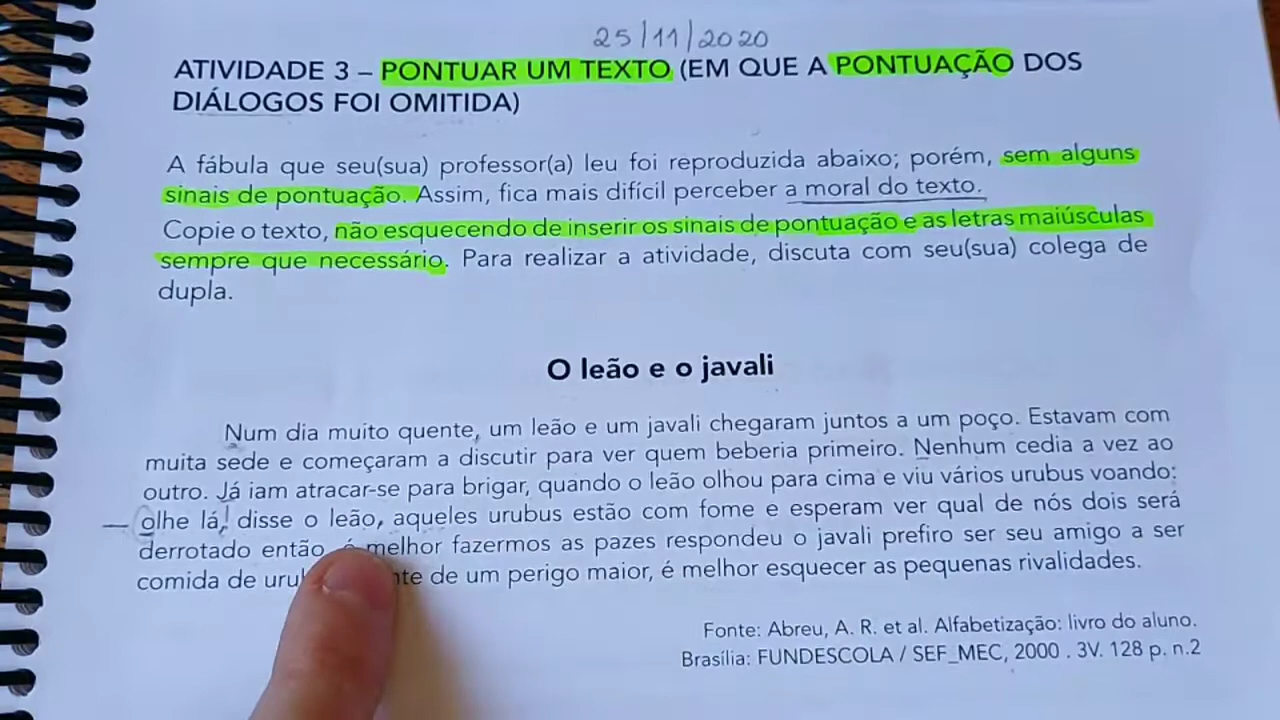 25/11/2020
ATIVIDADE 3 – PONTUAR UM TEXTO (EM QUE A PONTUAÇÃO DOS
DIÁLOGOS FOI OMITIDA)
A fábula que seu(sua) professor(a) leu foi reproduzida abaixo; porém, sem alguns
sinais de pontuação. Assim, fica mais difícil perceber a moral do texto.
Copie o texto, não esquecendo de inserir os sinais de pontuação e as letras maiúsculas
sempre que necessário. Para realizar a atividade, discuta com seu(sua) colega de
dupla.
O leão e o javali
Num dia muito quente, um leão e um javali chegaram juntos a um poço. Estavam com
muita sede e começaram a discutir para ver quem beberia primeiro. Nenhum cedia a vez ao
outro. Já iam atracar-se para brigar, quando o leão olhou para cima e viu vários urubus voando:
— olhe lá! disse o leão, aqueles urubus estão com fome e esperam ver qual de nós dois será
derrotado então é melhor fazermos as pazes respondeu o javali prefiro ser seu amigo a ser
comida de de um perigo maior, é melhor esquecer as pequenas rivalidades.
Fonte: Abreu, A. R. et al. Alfabetização: livro do aluno.
Brasília: FUNDESCOLA / SEF_MEC, 2000 . 3V. 128 p. n.2